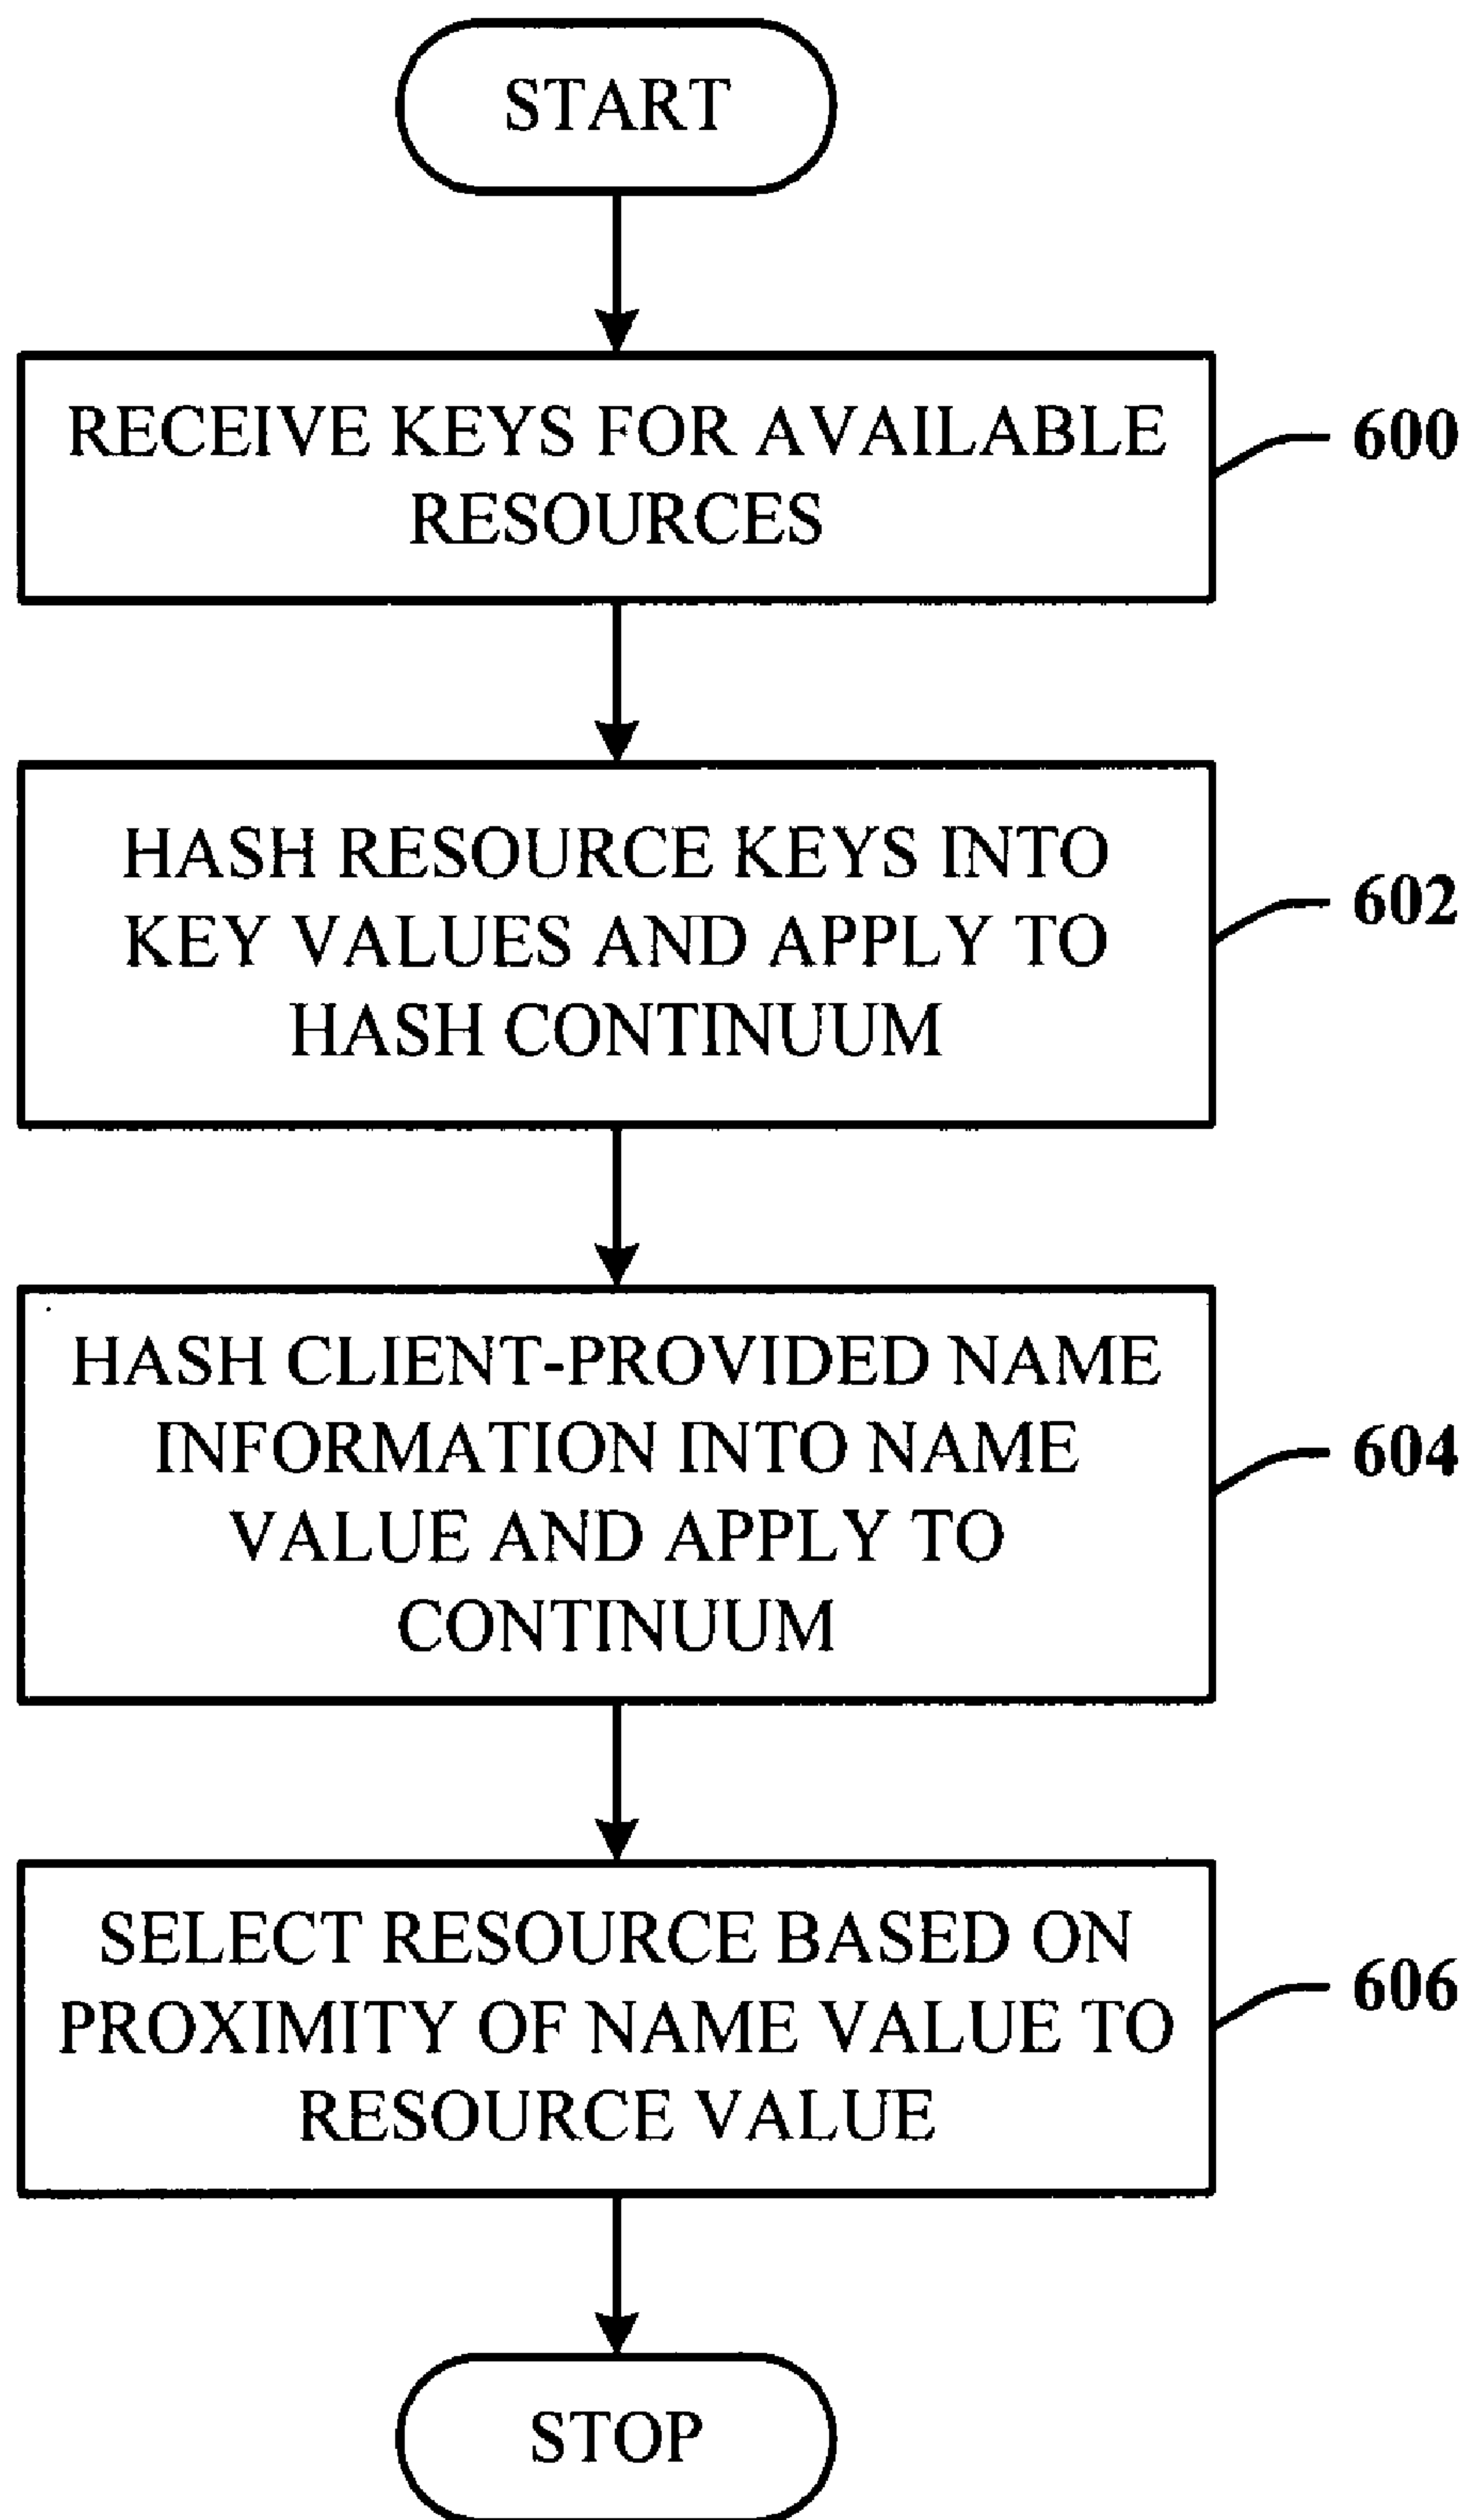 START
RECEIVE KEYS FOR AVAILABLE
RESOURCES
600
HASH RESOURCE KEYS INTO
KEY VALUES AND APPLY TO
HASH CONTINUUM
602
HASH CLIENT-PROVIDED NAME
INFORMATION INTO NAME
VALUE AND APPLY TO
CONTINUUM
604
SELECT RESOURCE BASED ON
PROXIMITY OF NAME VALUE TO
RESOURCE VALUE
606
STOP